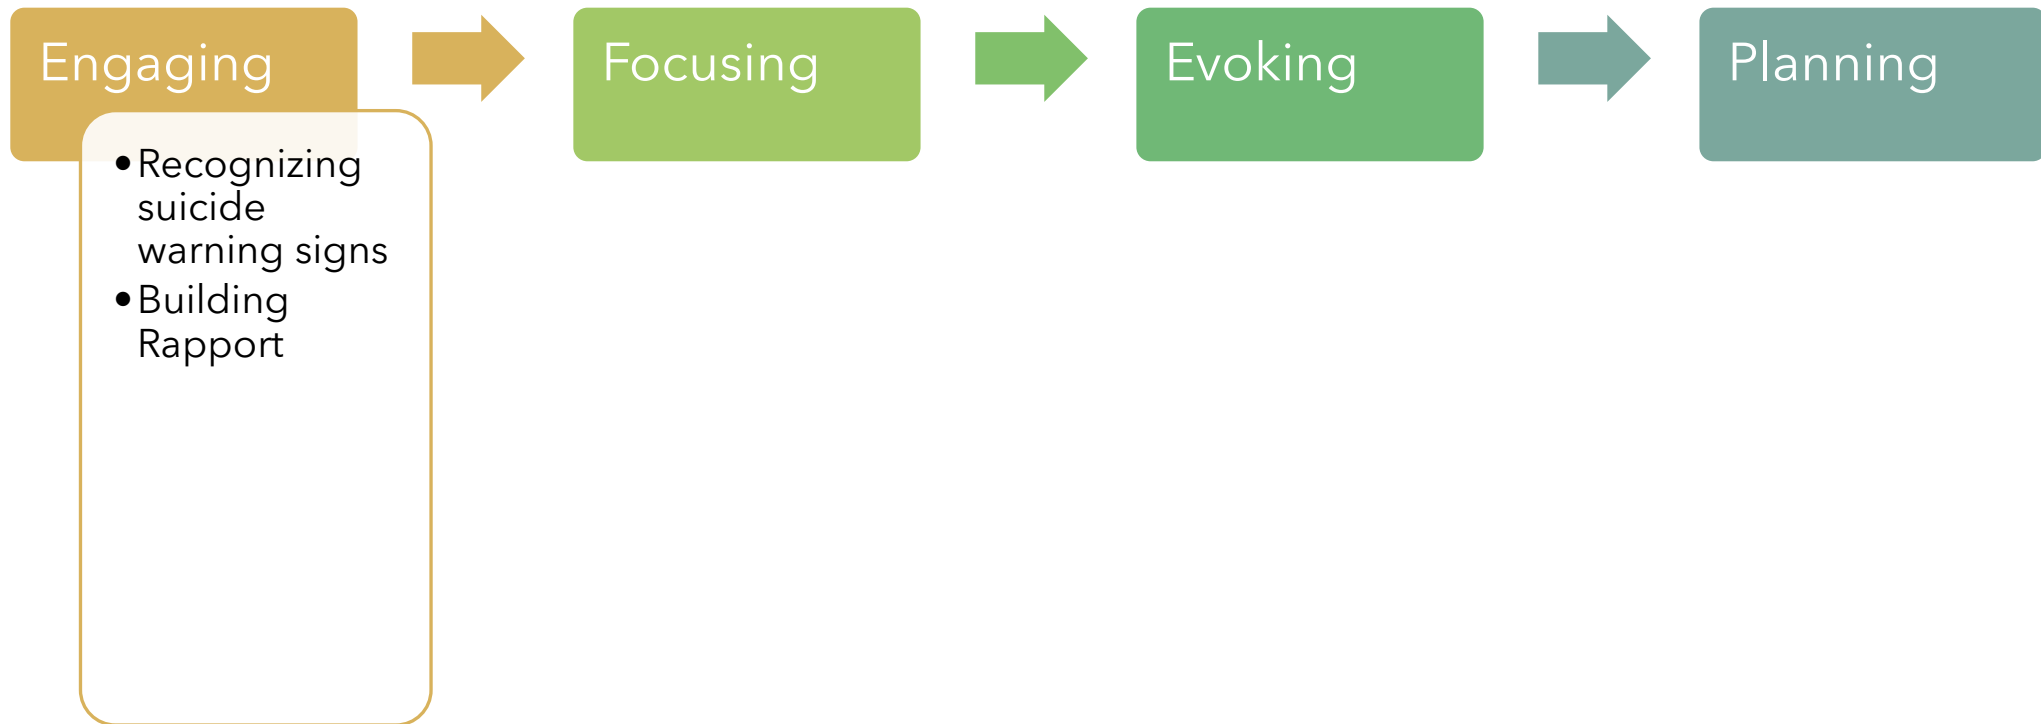 Engaging
• Recognizing
suicide
warning signs
• Building
Rapport
Focusing
Evoking
Planning